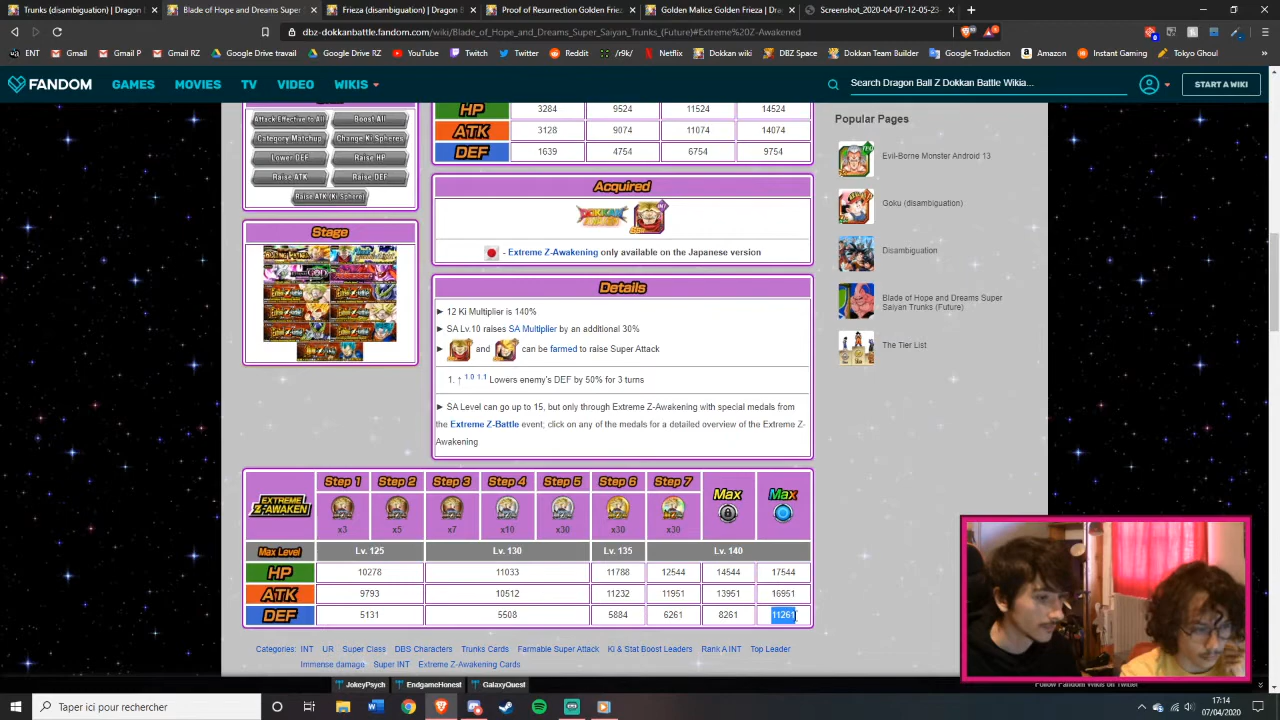 Trunks (disambiguation) | Dragon B
Blade of Hope and Dreams Super S
Frieza (disambiguation) | Dragon B
Proof of Resurrection Golden Friez
Golden Malice Golden Frieza | Drag
Screenshot_2020-04-07-12-05-23-
dbz-dokkanbattle.fandom.com/wiki/Blade_of_Hope_and_Dreams_Super_Saiyan_Trunks_(Future)#Extreme%20Z-Awakened
ENT Gmail Gmail P Gmail RZ Google Drive travail Google Drive RZ YouTube Twitch Twitter Reddit /r9k/ Netflix Dokkan wiki DBZ Space Dokkan Team Builder Google Traduction Amazon Instant Gaming Tokyo Ghoul
FANDOM GAMES MOVIES TV VIDEO WIKIS Search Dragon Ball Z Dokkan Battle Wikia... START A WIKI
Attack Effective to All Boost All
Category Matchup Change Ki Spheres
Lower DEF Raise HP
Raise ATK Raise DEF
Raise ATK (Ki Sphere)
Stage
HP 3284 9524 11524 14524
ATK 3128 9074 11074 14074
DEF 1639 4754 6754 9754
Acquired
DOKKAN
- Extreme Z-Awakening only available on the Japanese version
Details
► 12 Ki Multiplier is 140%
► SA Lv.10 raises SA Multiplier by an additional 30%
► and can be farmed to raise Super Attack
1. ↑ 1.0 1.1 Lowers enemy's DEF by 50% for 3 turns
► SA Level can go up to 15, but only through Extreme Z-Awakening with special medals from
the Extreme Z-Battle event; click on any of the medals for a detailed overview of the Extreme Z-
Awakening
Popular Pages
Evil-Borne Monster Android 13
Goku (disambiguation)
Disambiguation
Blade of Hope and Dreams Super
Saiyan Trunks (Future)
The Tier List
EXTREME Z-AWAKEN Step 1 Step 2 Step 3 Step 4 Step 5 Step 6 Step 7 Max Max
x3 x5 x7 x10 x30 x30 x30
Max Level Lv. 125 Lv. 130 Lv. 135 Lv. 140
HP 10278 11033 11788 12544 14544 17544
ATK 9793 10512 11232 11951 13951 16951
DEF 5131 5508 5884 6261 8261 11261
Categories: INT UR Super Class DBS Characters Trunks Cards Farmable Super Attack Ki & Stat Boost Leaders Rank A INT Top Leader
Immense damage Super INT Extreme Z-Awakening Cards
JokeyPsych EndgameHonest GalaxyQuest
Follow Fandom Wikis on Twitter
Taper ici pour rechercher
17:14
07/04/2020